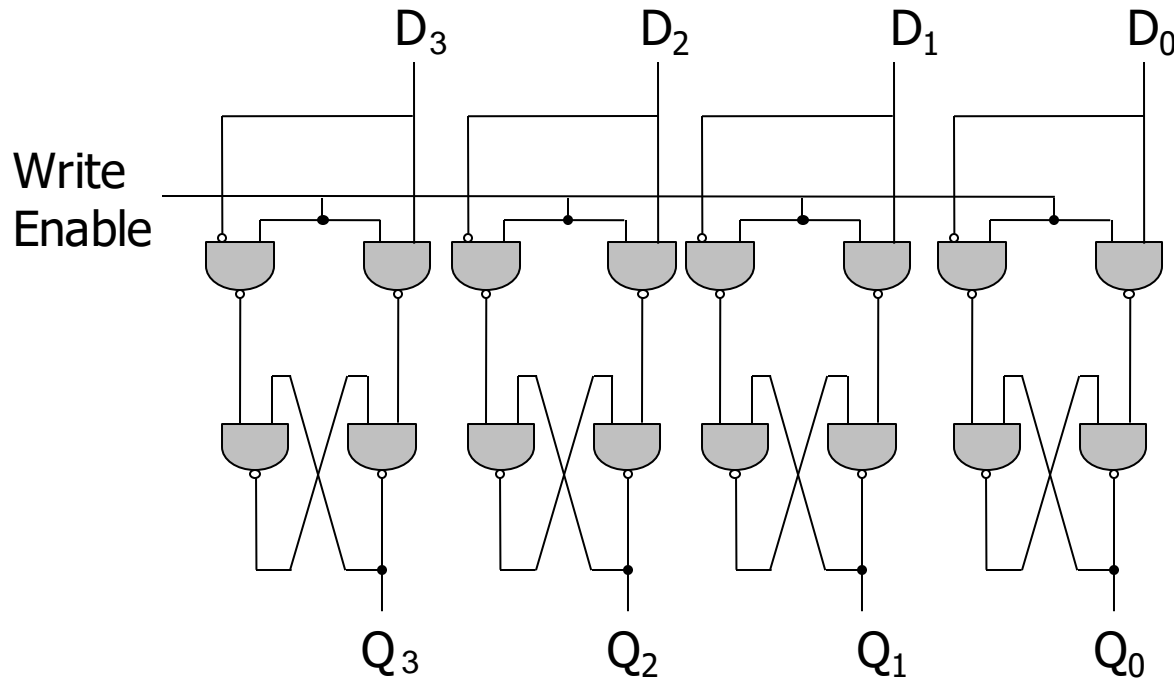 D₃ D₂ D₁ D₀
Write
Enable
Q₃ Q₂ Q₁ Q₀